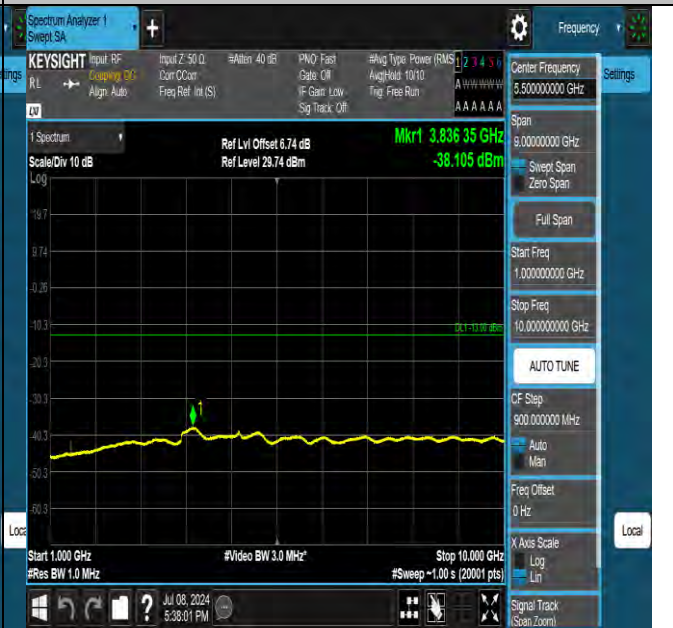 Spectrum Analyzer 1
Swept SA
+
Frequency
KEYSIGHT
RL
Input: RF
Coupling: DC
Align: Auto
Input Z: 50 Ω
Corr CCorr
Freq Ref: Int (S)
#Atten: 40 dB
PNO: Fast
Gate: Off
IF Gain: Low
Sig Track: Off
#Avg Type: Power (RMS
Avg|Hold: 10/10
Trig: Free Run
1 2 3 4 5 6
A W W W W W
A A A A A A
tings
Settings
LXI
1 Spectrum
Scale/Div 10 dB
Log
Ref Lvl Offset 6.74 dB
Ref Level 29.74 dBm
Mkr1 3.836 35 GHz
-38.105 dBm
19.7
9.74
-0.26
-10.3
-20.3
-30.3
-40.3
-50.3
-60.3
DL1 -13.00 dBm
1
Start 1.000 GHz
#Res BW 1.0 MHz
#Video BW 3.0 MHz*
Stop 10.000 GHz
#Sweep ~1.00 s (20001 pts)
Center Frequency
5.500000000 GHz
Span
9.00000000 GHz
Swept Span
Zero Span
Full Span
Start Freq
1.000000000 GHz
Stop Freq
10.000000000 GHz
AUTO TUNE
CF Step
900.000000 MHz
Auto
Man
Freq Offset
0 Hz
X Axis Scale
Log
Lin
Signal Track
(Span Zoom)
Loca
Local
?
Jul 08, 2024
5:38:01 PM